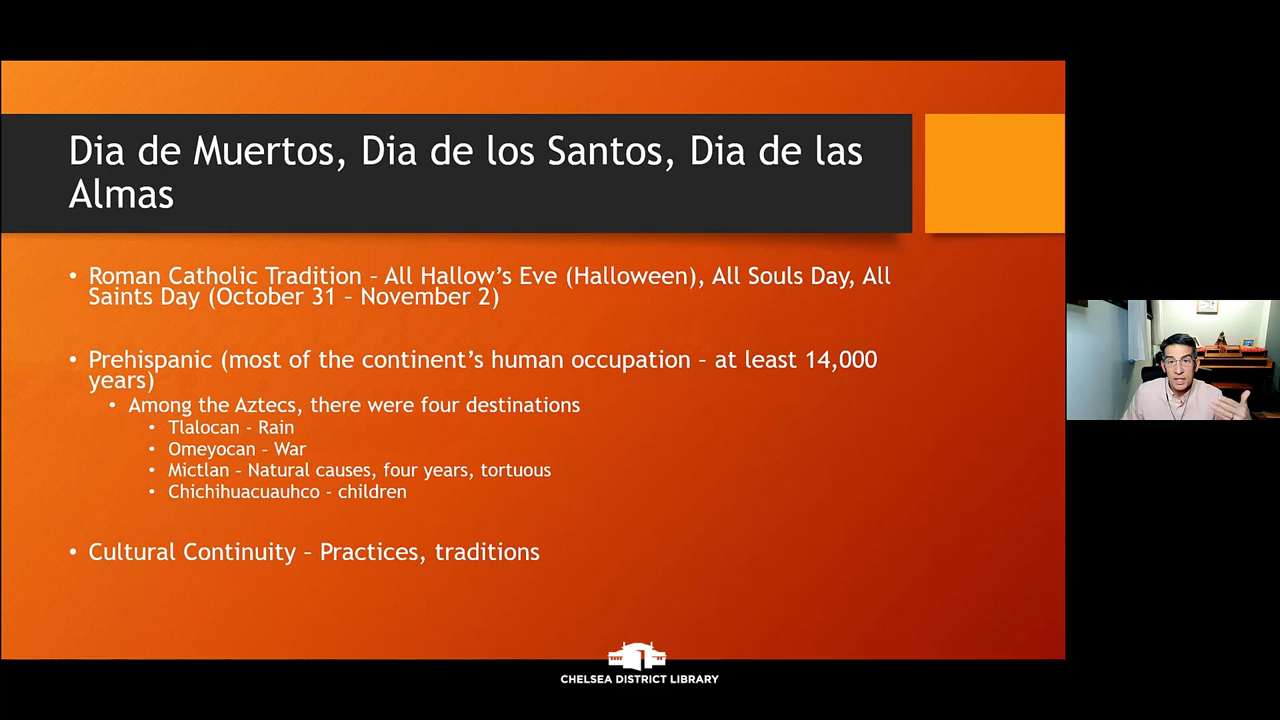 Dia de Muertos, Dia de los Santos, Dia de las
Almas
• Roman Catholic Tradition – All Hallow's Eve (Halloween), All Souls Day, All
Saints Day (October 31 – November 2)
• Prehispanic (most of the continent's human occupation – at least 14,000
years)
• Among the Aztecs, there were four destinations
• Tlalocan - Rain
• Omeyocan – War
• Mictlan – Natural causes, four years, tortuous
• Chichihuacuauhco - children
• Cultural Continuity – Practices, traditions
CHELSEA DISTRICT LIBRARY